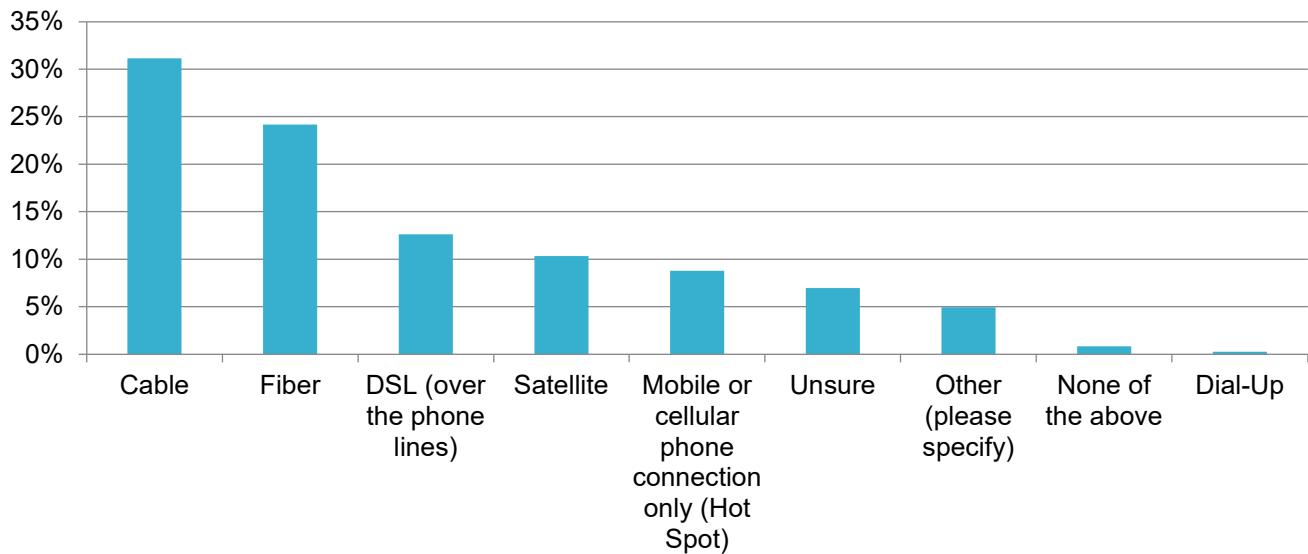 35%
30%
25%
20%
15%
10%
5%
0%
Cable
Fiber
DSL (over
the phone
lines)
Satellite
Mobile or
cellular
phone
connection
only (Hot
Spot)
Unsure
Other
(please
specify)
None of
the above
Dial-Up